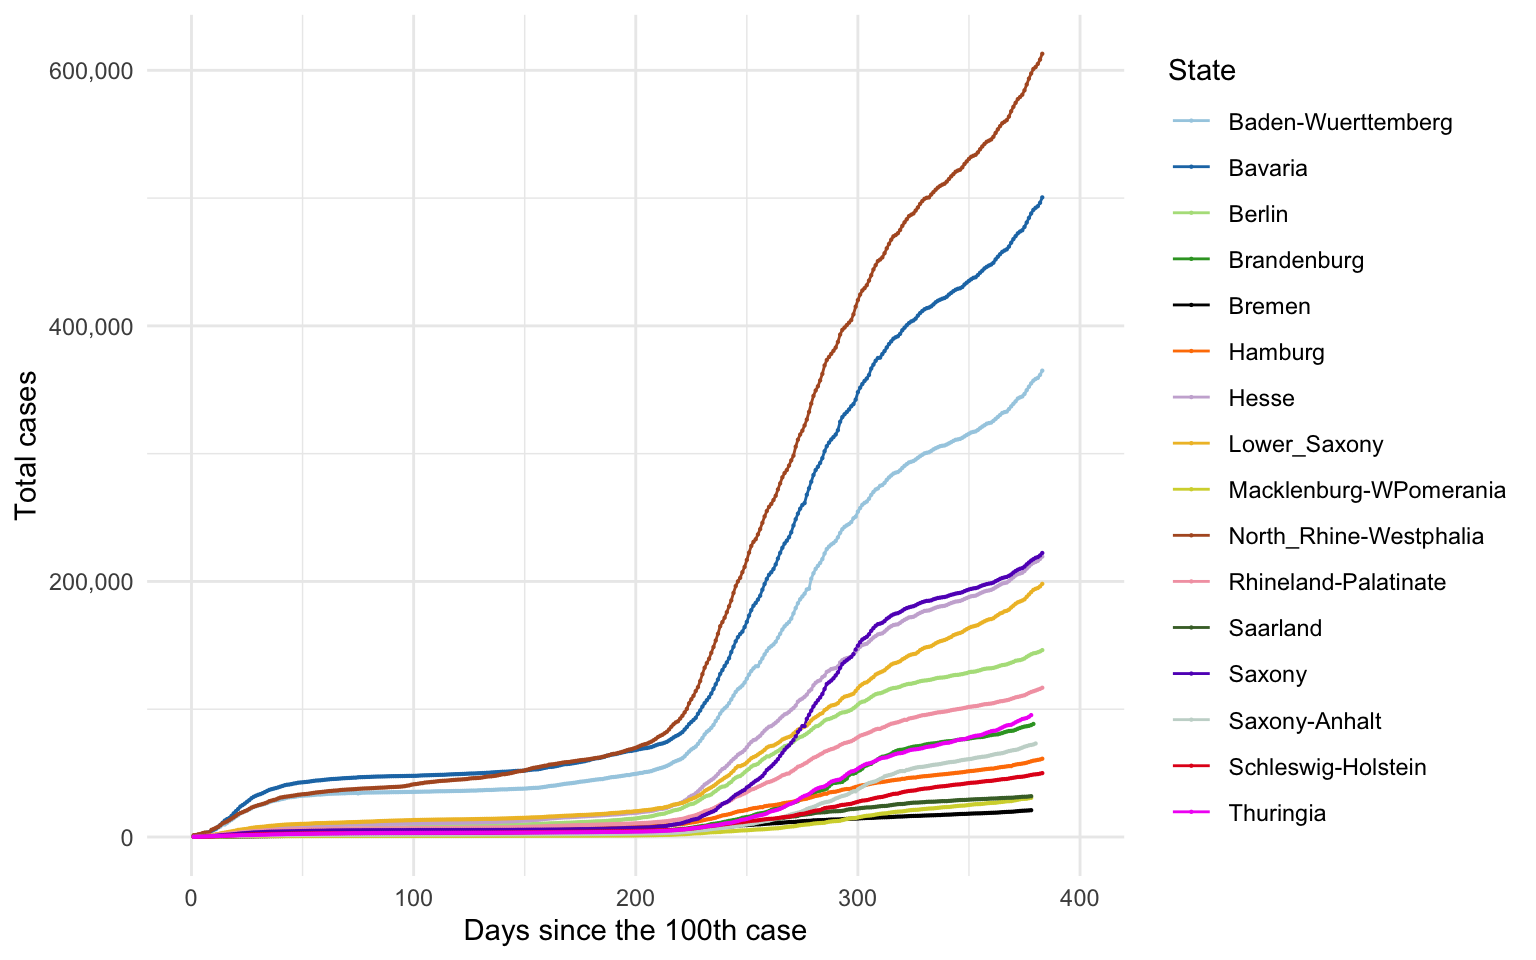 600,000
400,000
200,000
0
0 100 200 300 400
Total cases
Days since the 100th case
State
Baden-Wuerttemberg
Bavaria
Berlin
Brandenburg
Bremen
Hamburg
Hesse
Lower_Saxony
Macklenburg-WPomerania
North_Rhine-Westphalia
Rhineland-Palatinate
Saarland
Saxony
Saxony-Anhalt
Schleswig-Holstein
Thuringia